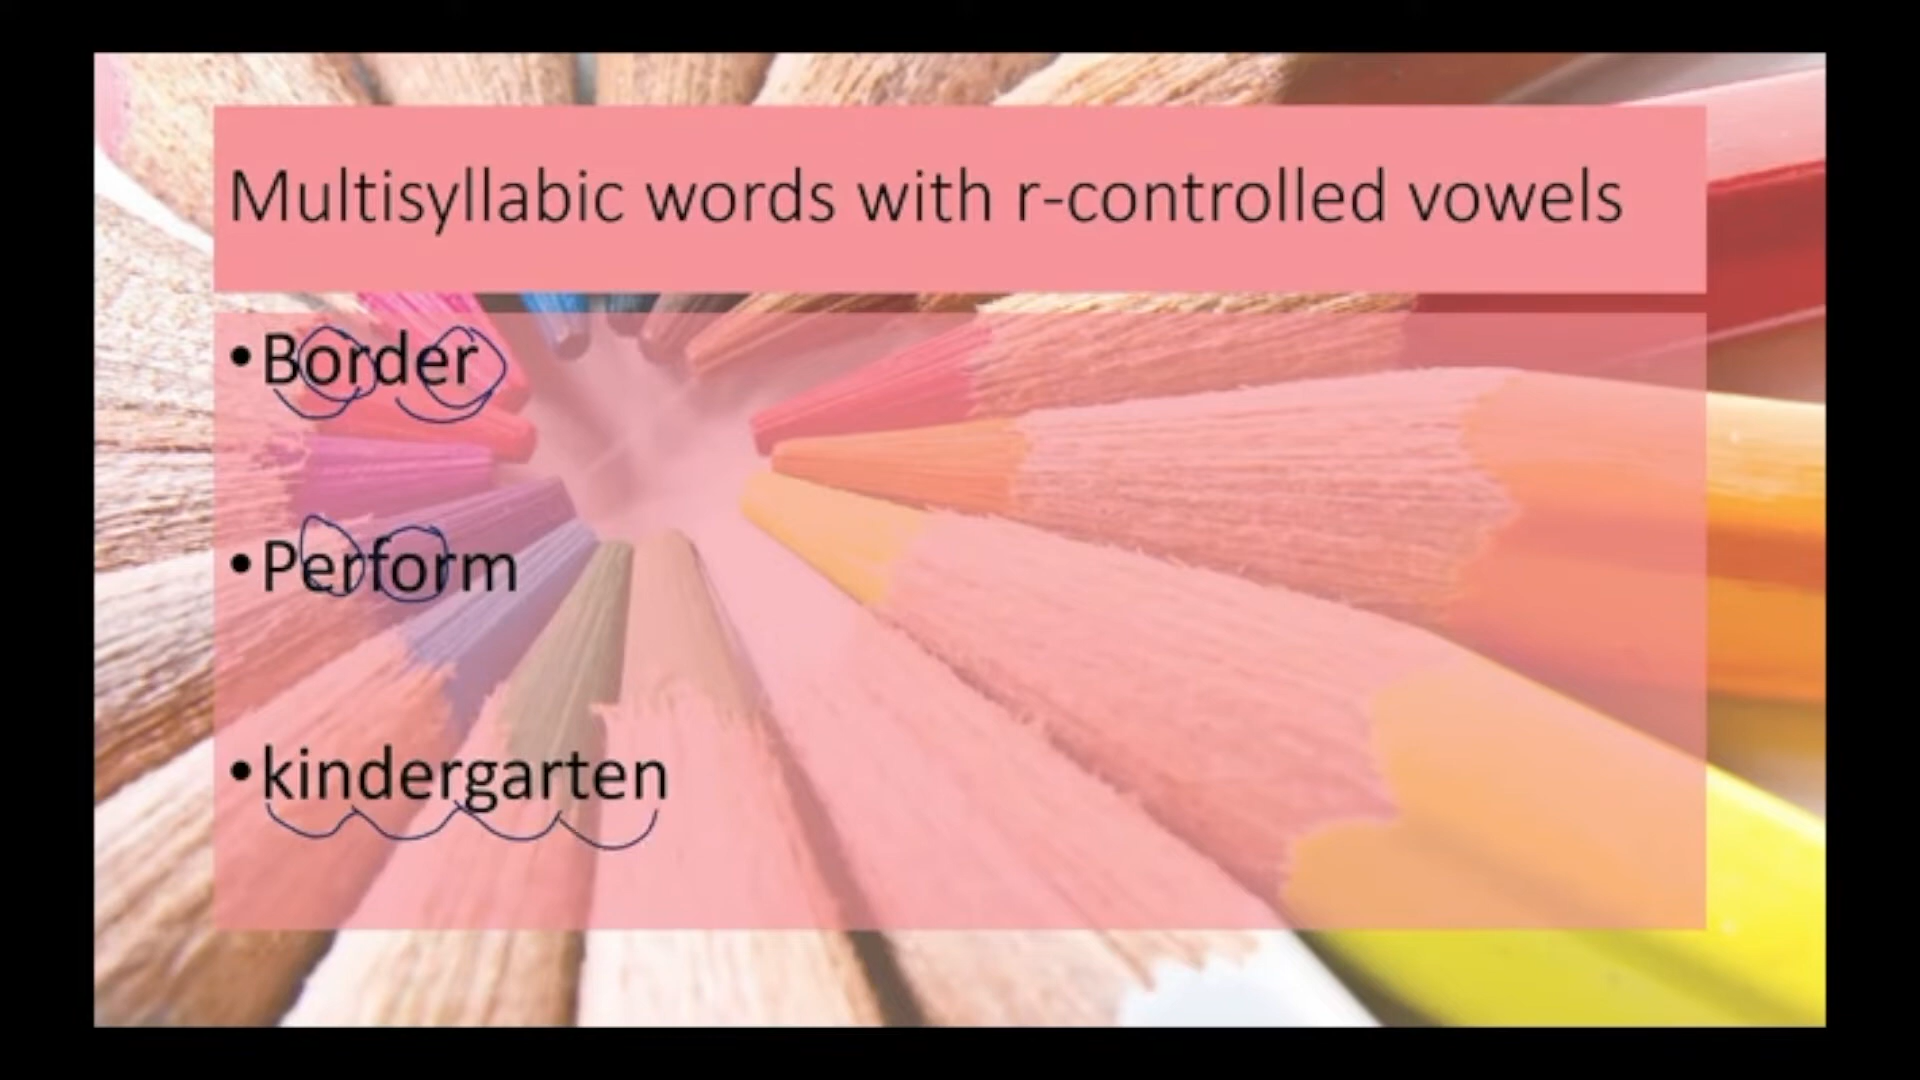 Multisyllabic words with r-controlled vowels
•Border
•Perform
•kindergarten